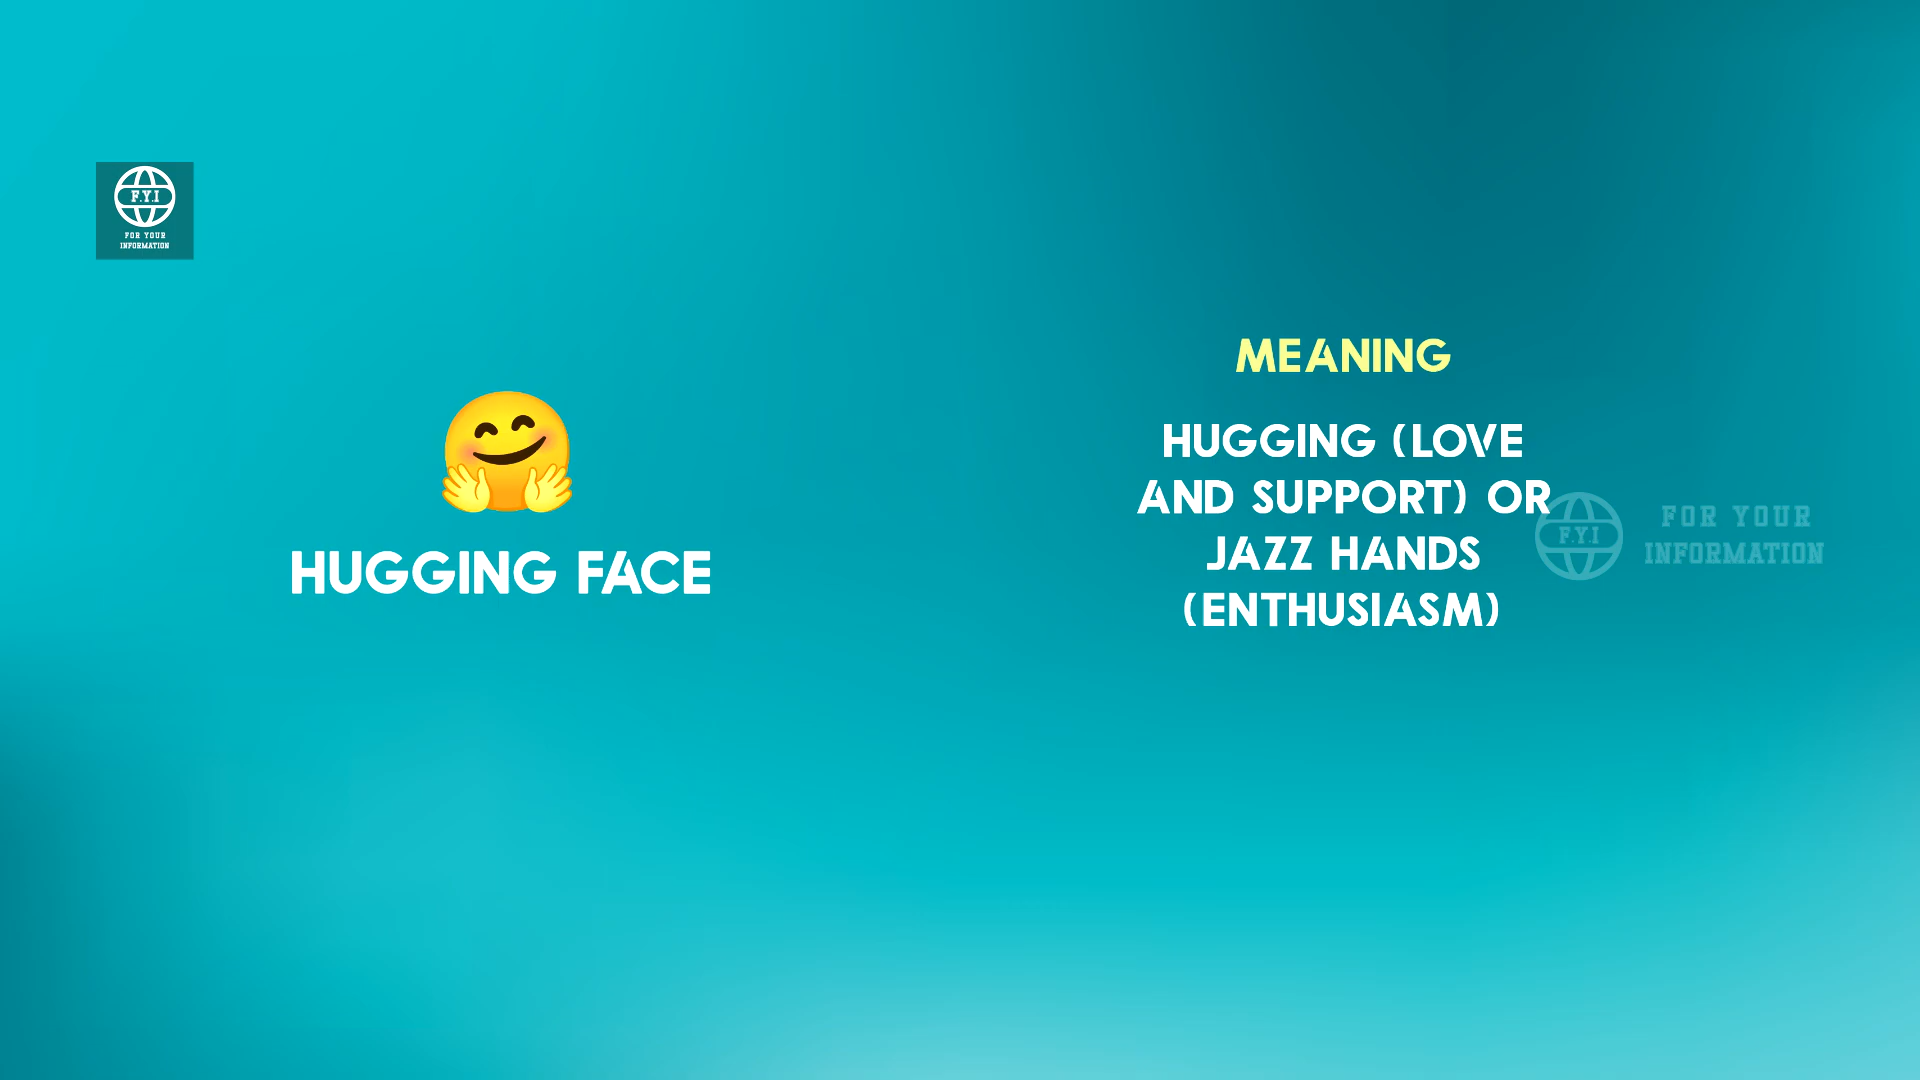 F.Y.I
FOR YOUR
INFORMATION
HUGGING FACE
MEANING
HUGGING (LOVE
AND SUPPORT) OR
JAZZ HANDS
(ENTHUSIASM)
F.Y.I
FOR YOUR
INFORMATION